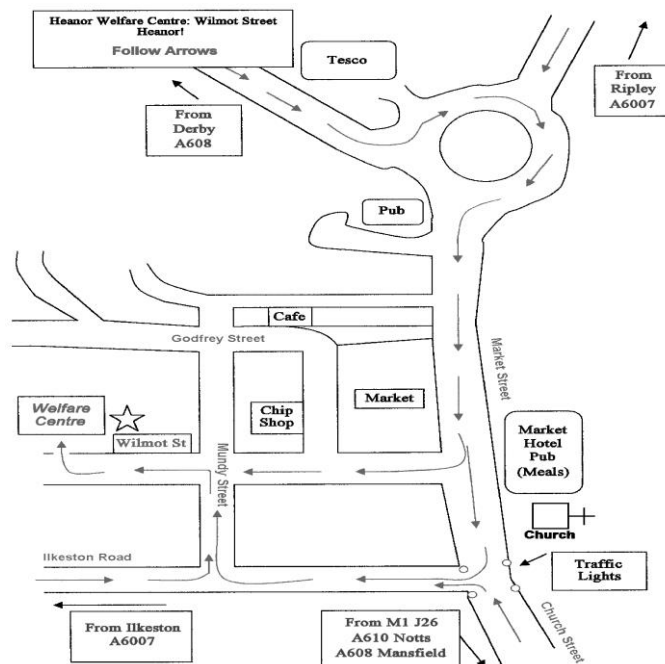 Heanor Welfare Centre: Wilmot Street
Heanor!
Follow Arrows
Tesco
From
Ripley
A6007
From
Derby
A608
Pub
Cafe
Godfrey Street
Market Street
Welfare
Centre
Wilmot St
Chip
Shop
Market
Mundy Street
Market
Hotel
Pub
(Meals)
Church
Ilkeston Road
Traffic
Lights
Church Street
From Ilkeston
A6007
From M1 J26
A610 Notts
A608 Mansfield